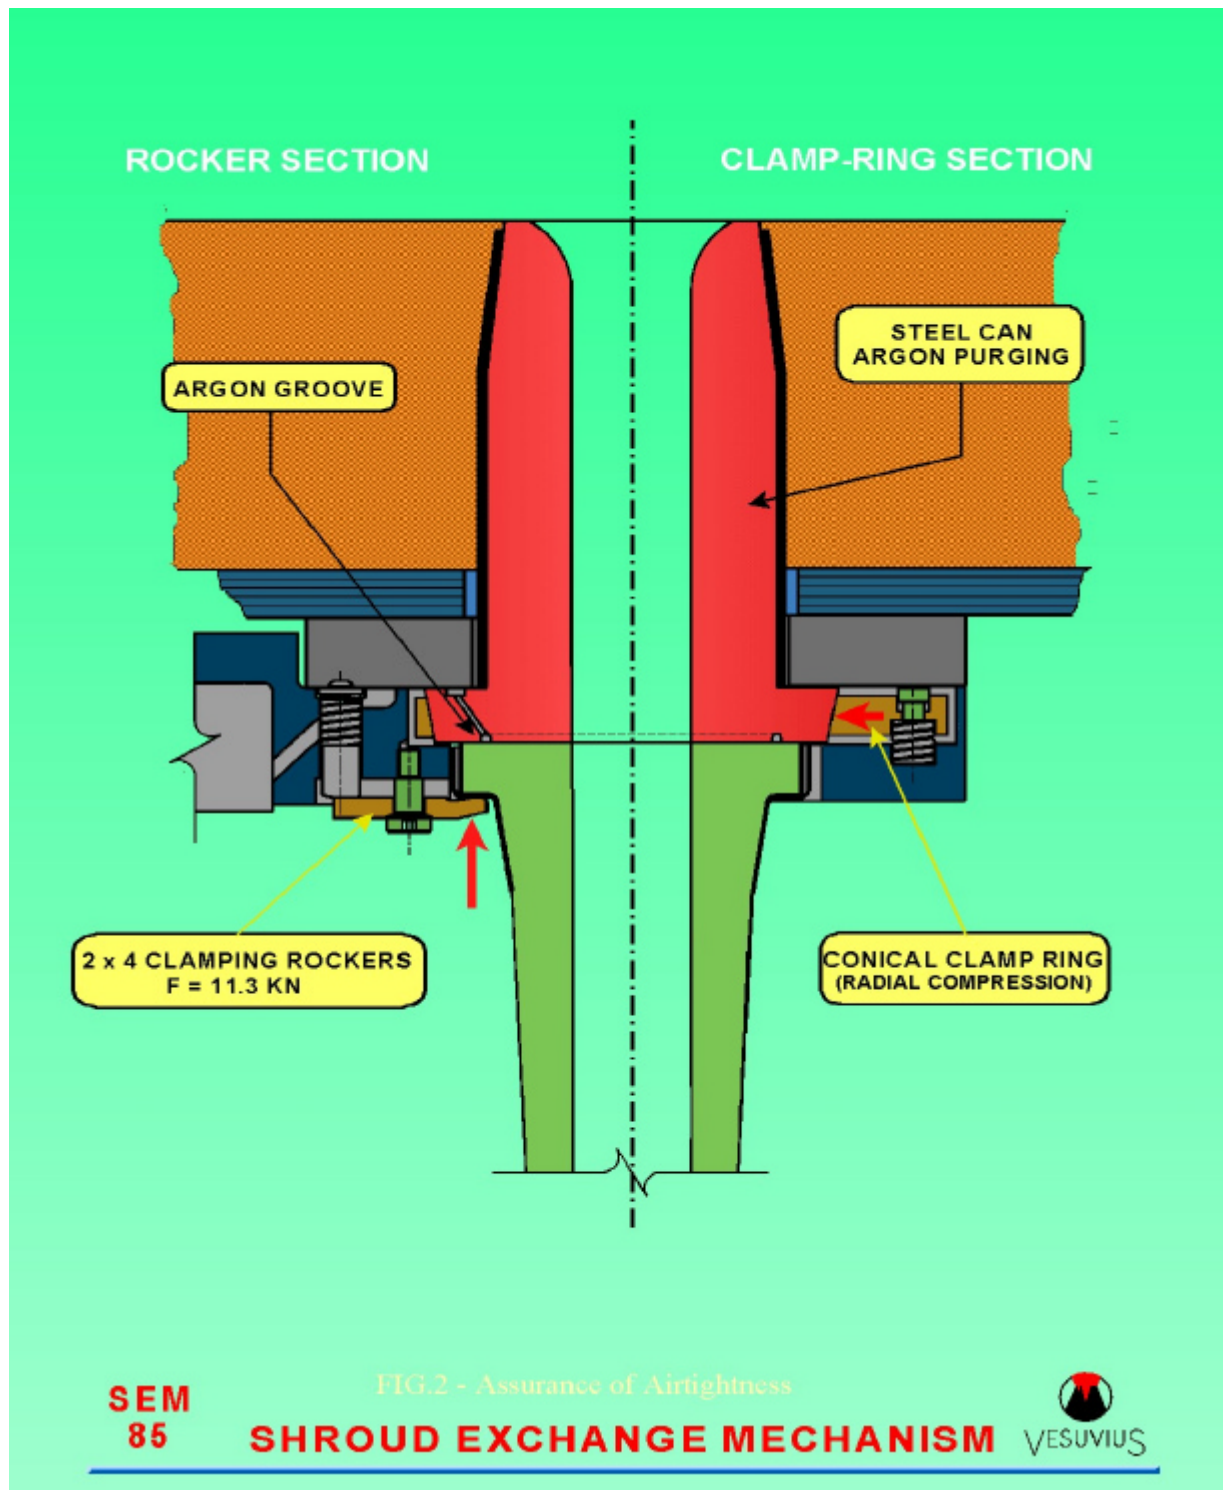 ROCKER SECTION
CLAMP-RING SECTION
STEEL CAN
ARGON PURGING
ARGON GROOVE
2 x 4 CLAMPING ROCKERS
F = 11.3 KN
CONICAL CLAMP RING
(RADIAL COMPRESSION)
FIG.2 - Assurance of Airtightness
SEM
85
SHROUD EXCHANGE MECHANISM
VESUVIUS